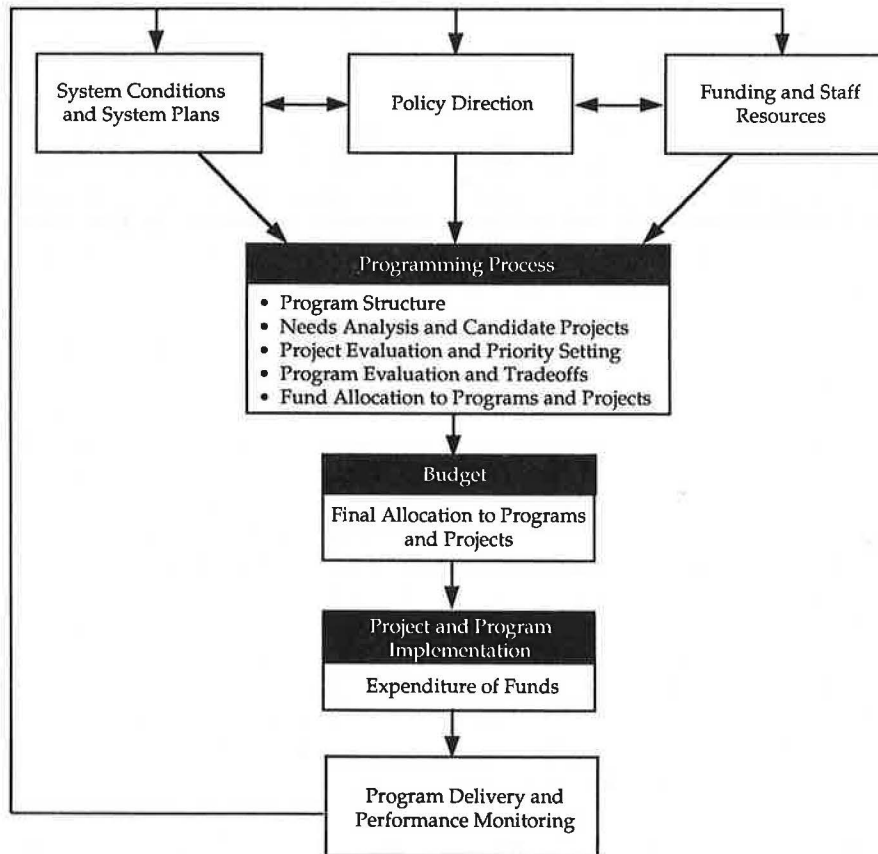 System Conditions
and System Plans
Policy Direction
Funding and Staff
Resources
Programming Process
• Program Structure
• Needs Analysis and Candidate Projects
• Project Evaluation and Priority Setting
• Program Evaluation and Tradeoffs
• Fund Allocation to Programs and Projects
Budget
Final Allocation to Programs
and Projects
Project and Program
Implementation
Expenditure of Funds
Program Delivery and
Performance Monitoring